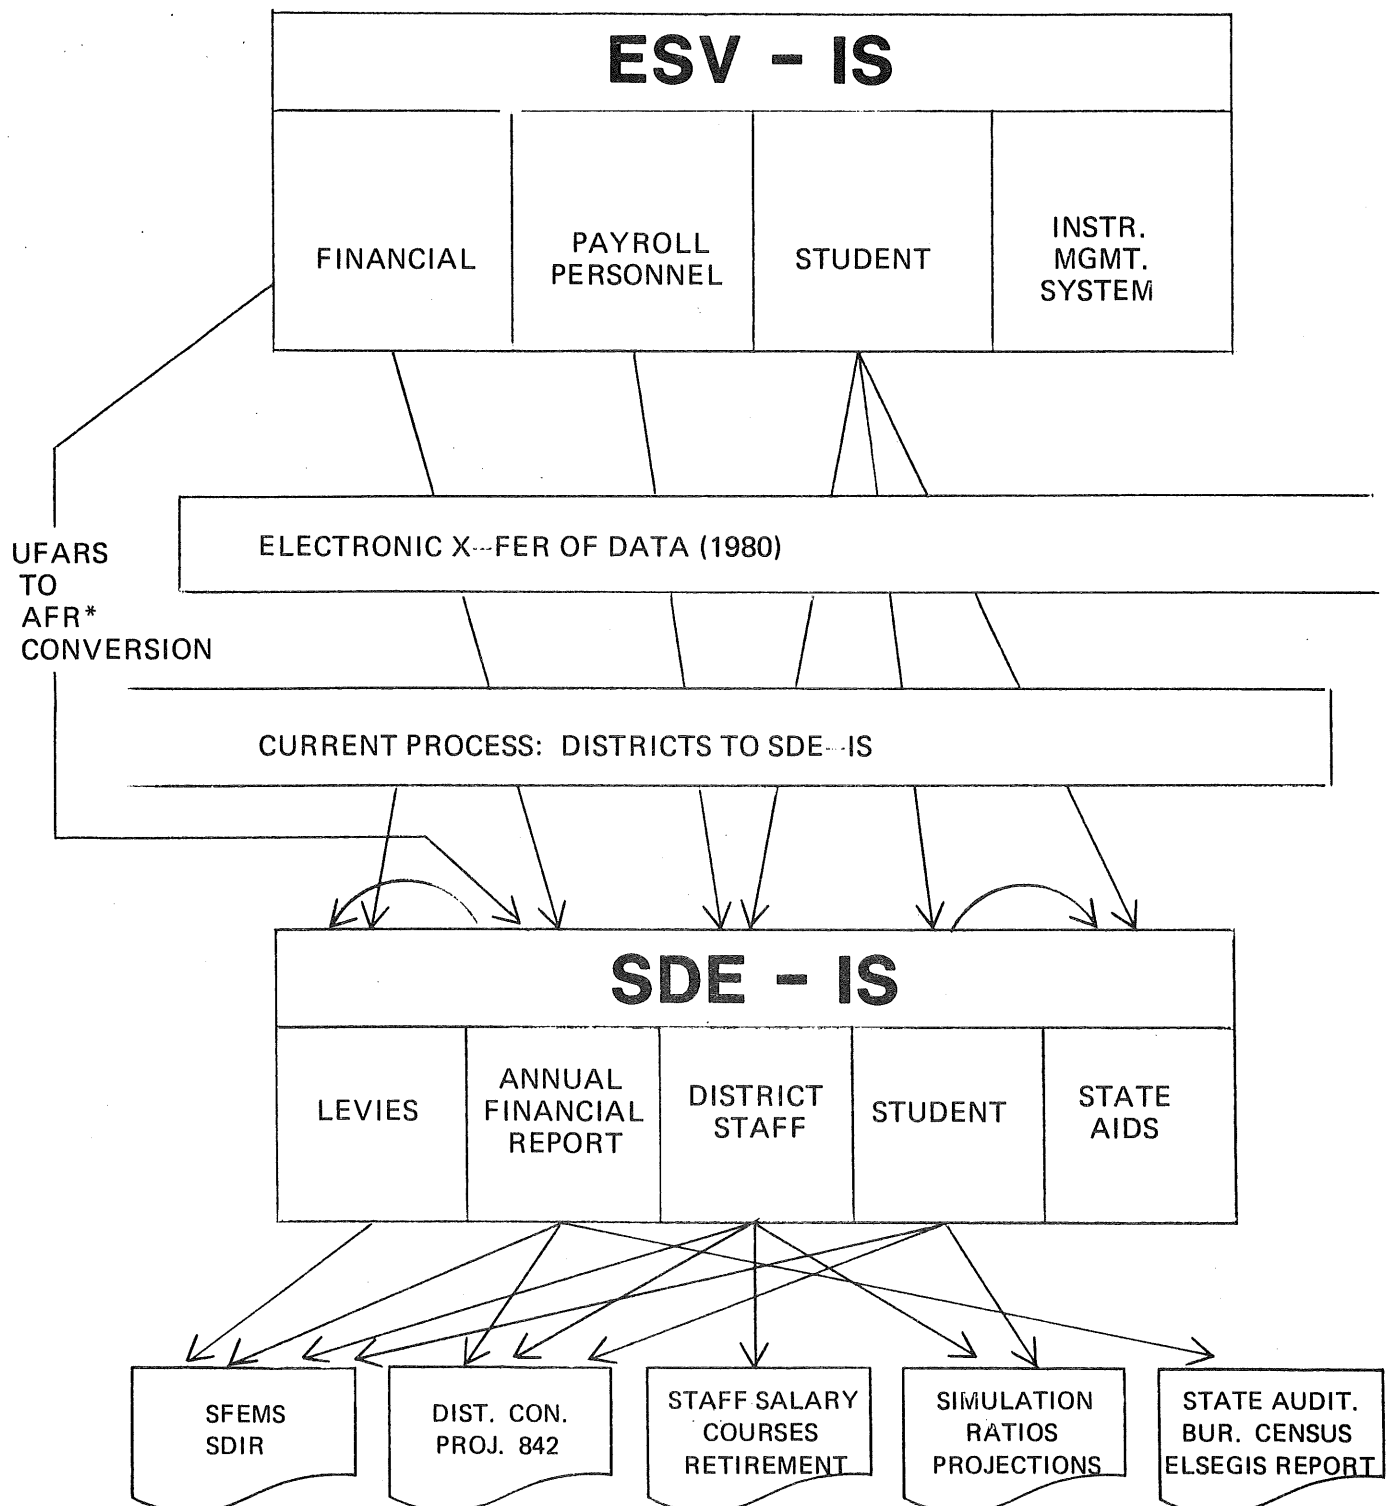 ESV - IS
FINANCIAL
PAYROLL
PERSONNEL
STUDENT
INSTR.
MGMT.
SYSTEM
ELECTRONIC X--FER OF DATA (1980)
UFARS
TO
AFR*
CONVERSION
CURRENT PROCESS: DISTRICTS TO SDE--IS
SDE - IS
LEVIES
ANNUAL
FINANCIAL
REPORT
DISTRICT
STAFF
STUDENT
STATE
AIDS
SFEMS
SDIR
DIST. CON.
PROJ. 842
STAFF SALARY
COURSES
RETIREMENT
SIMULATION
RATIOS
PROJECTIONS
STATE AUDIT.
BUR. CENSUS
ELSEGIS REPORT